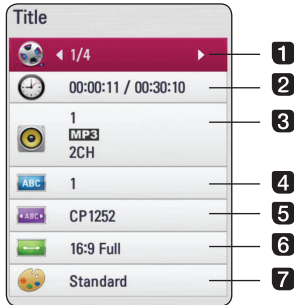 Title
1/4
1
00:00:11 / 00:30:10
2
1
MP3
2CH
3
ABC
1
4
ABC
CP1252
5
16:9 Full
6
Standard
7